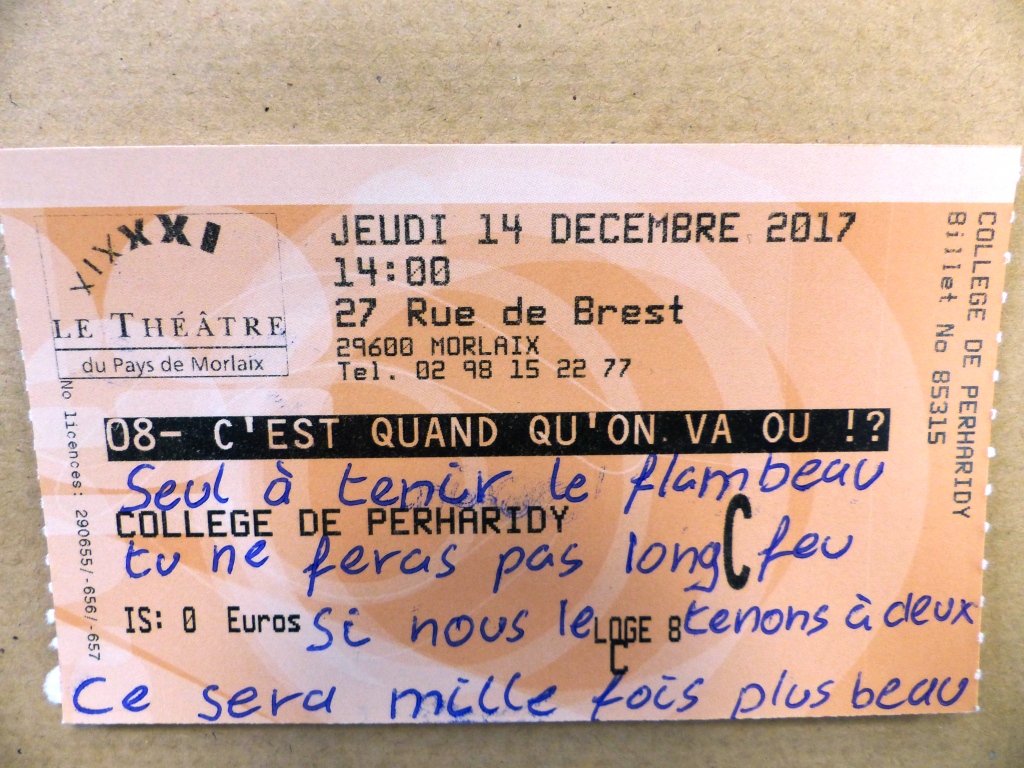 XIXXXI
LE THÉÂTRE
du Pays de Morlaix
JEUDI 14 DECEMBRE 2017
14:00
27 Rue de Brest
29600 MORLAIX
Tel. 02 98 15 22 77
08- C'EST QUAND QU'ON VA OU !?
Seul à tenir le flambeau
COLLEGE DE PERHARIDY
C
tu ne feras pas long feu
IS: 0 Euros
si nous le tenons à deux
LOGE 8
C
Ce sera mille fois plus beau
No licences: 290655/-656/-657
COLLEGE DE PERHARIDY
Billet No 85315